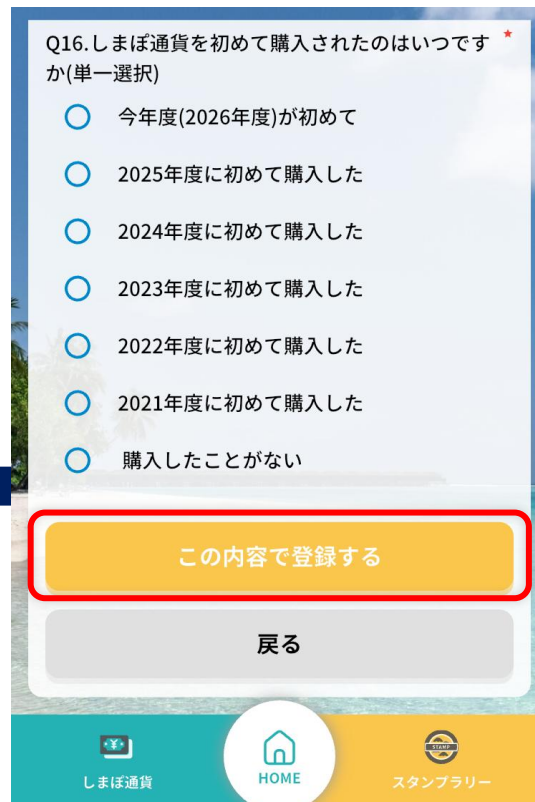 Q16.しまぽ通貨を初めて購入されたのはいつです *
か(単一選択)
今年度(2026年度)が初めて
2025年度に初めて購入した
2024年度に初めて購入した
2023年度に初めて購入した
2022年度に初めて購入した
2021年度に初めて購入した
購入したことがない
この内容で登録する
戻る
しまぽ通貨
HOME
STAMP
スタンプラリー